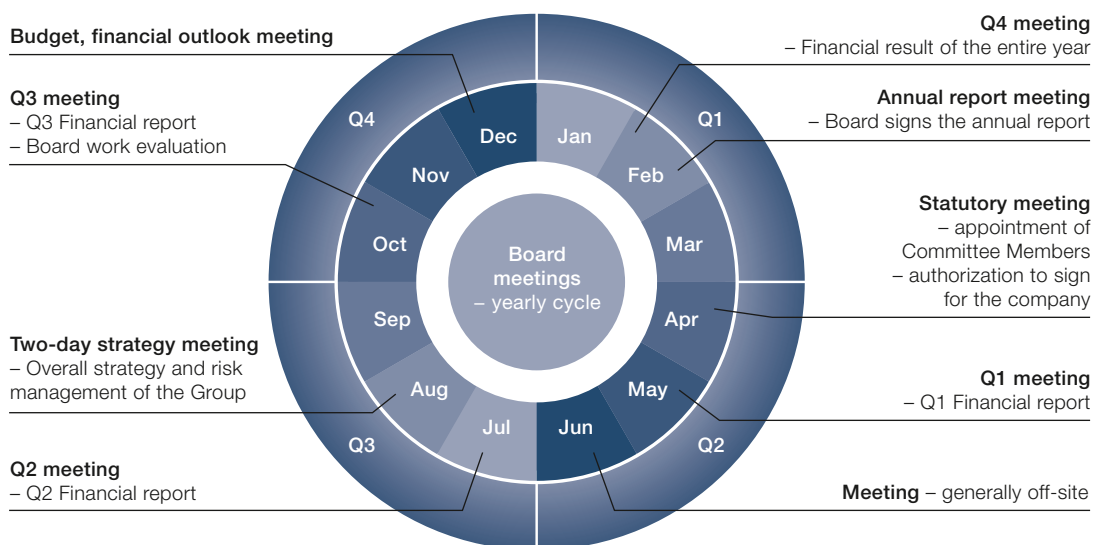 Budget, financial outlook meeting
Q3 meeting
– Q3 Financial report
– Board work evaluation
Two-day strategy meeting
– Overall strategy and risk
management of the Group
Q2 meeting
– Q2 Financial report
Q4
Q1
Q3
Q2
Dec
Jan
Nov
Feb
Oct
Mar
Sep
Apr
Aug
May
Jul
Jun
Board
meetings
– yearly cycle
Q4 meeting
– Financial result of the entire year
Annual report meeting
– Board signs the annual report
Statutory meeting
– appointment of
Committee Members
– authorization to sign
for the company
Q1 meeting
– Q1 Financial report
Meeting – generally off-site